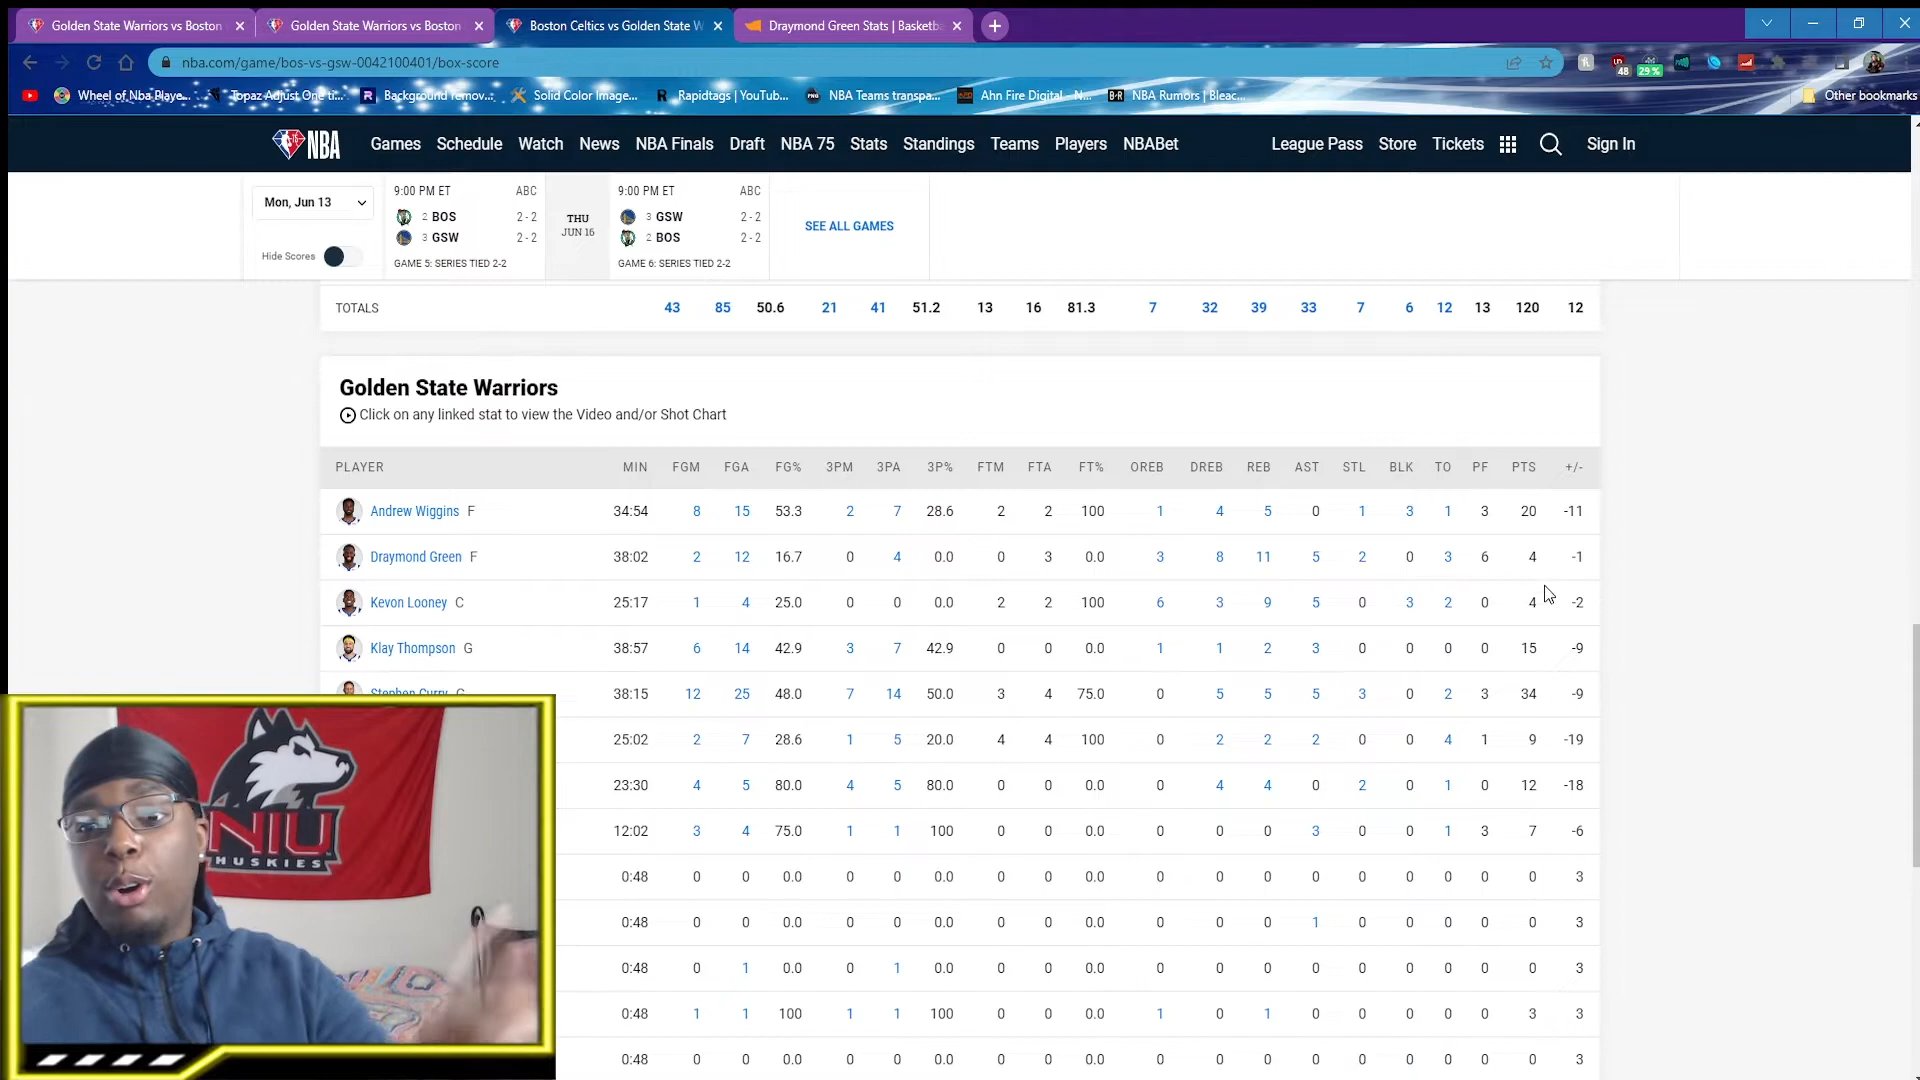 Golden State Warriors vs Boston
Golden State Warriors vs Boston
Boston Celtics vs Golden State W
Draymond Green Stats | Basketba
nba.com/game/bos-vs-gsw-0042100401/box-score
48
29%
Wheel of Nba Playe...
Topaz Adjust One ti...
Background remov...
Solid Color Image...
Rapidtags | YouTub...
NBA Teams transpa...
Ahn Fire Digital - N...
B/R NBA Rumors | Bleac...
Other bookmarks
NBA
Games Schedule Watch News NBA Finals Draft NBA 75 Stats Standings Teams Players NBABet
League Pass Store Tickets Sign In
Mon, Jun 13
Hide Scores
9:00 PM ET ABC
2 BOS 2-2
3 GSW 2-2
GAME 5: SERIES TIED 2-2
THU
JUN 16
9:00 PM ET ABC
3 GSW 2-2
2 BOS 2-2
GAME 6: SERIES TIED 2-2
SEE ALL GAMES
TOTALS 43 85 50.6 21 41 51.2 13 16 81.3 7 32 39 33 7 6 12 13 120 12
Golden State Warriors
Click on any linked stat to view the Video and/or Shot Chart
PLAYER MIN FGM FGA FG% 3PM 3PA 3P% FTM FTA FT% OREB DREB REB AST STL BLK TO PF PTS +/-
Andrew Wiggins F 34:54 8 15 53.3 2 7 28.6 2 2 100 1 4 5 0 1 3 1 3 20 -11
Draymond Green F 38:02 2 12 16.7 0 4 0.0 0 3 0.0 3 8 11 5 2 0 3 6 4 -1
Kevon Looney C 25:17 1 4 25.0 0 0 0.0 2 2 100 6 3 9 5 0 3 2 0 4 -2
Klay Thompson G 38:57 6 14 42.9 3 7 42.9 0 0 0.0 1 1 2 3 0 0 0 0 15 -9
Stephen Curry G 38:15 12 25 48.0 7 14 50.0 3 4 75.0 0 5 5 5 3 0 2 3 34 -9
25:02 2 7 28.6 1 5 20.0 4 4 100 0 2 2 2 0 0 4 1 9 -19
23:30 4 5 80.0 4 5 80.0 0 0 0.0 0 4 4 0 2 0 1 0 12 -18
12:02 3 4 75.0 1 1 100 0 0 0.0 0 0 0 3 0 0 1 3 7 -6
0:48 0 0 0.0 0 0 0.0 0 0 0.0 0 0 0 0 0 0 0 0 0 3
0:48 0 0 0.0 0 0 0.0 0 0 0.0 0 0 0 1 0 0 0 0 0 3
0:48 0 1 0.0 0 1 0.0 0 0 0.0 0 0 0 0 0 0 0 0 0 3
0:48 1 1 100 1 1 100 0 0 0.0 1 0 1 0 0 0 0 0 3 3
0:48 0 0 0.0 0 0 0.0 0 0 0.0 0 0 0 0 0 0 0 0 0 3
NIU
HUSKIES